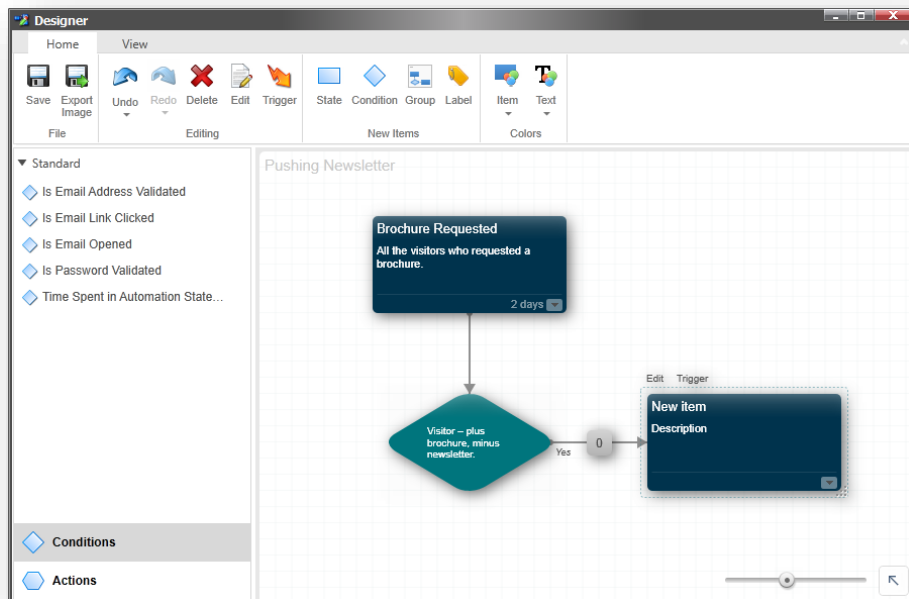 Designer
Home
View
Save
Export
Image
Undo
Redo
Delete
Edit
Trigger
State
Condition
Group
Label
Item
Text
File
Editing
New Items
Colors
Standard
Is Email Address Validated
Is Email Link Clicked
Is Email Opened
Is Password Validated
Time Spent in Automation State...
Conditions
Actions
Pushing Newsletter
Brochure Requested
All the visitors who requested a
brochure.
2 days
Visitor – plus
brochure, minus
newsletter.
Yes
0
Edit
Trigger
New item
Description